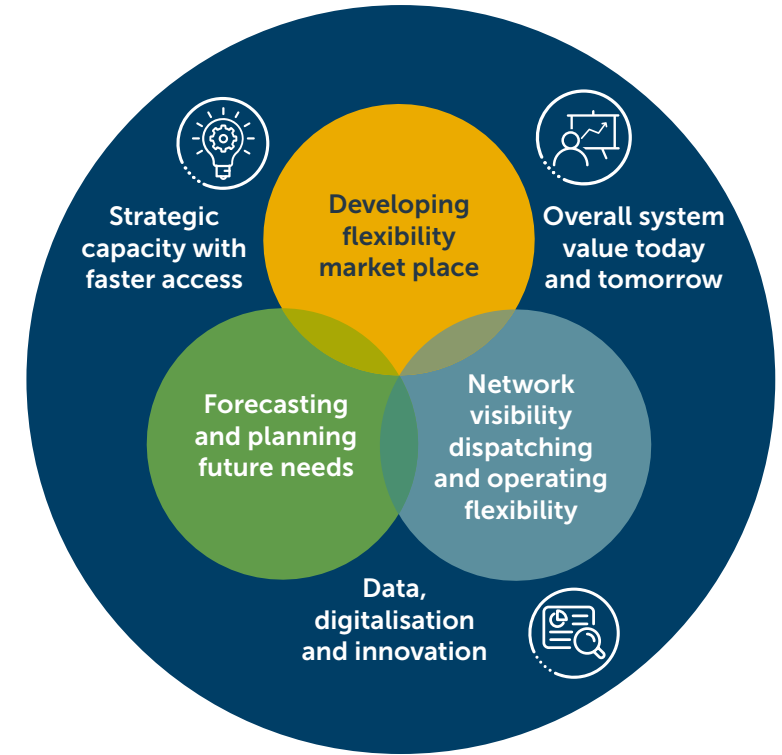 Developing
flexibility
market place
Strategic
capacity with
faster access
Overall system
value today
and tomorrow
Forecasting
and planning
future needs
Network
visibility
dispatching
and operating
flexibility
Data,
digitalisation
and innovation